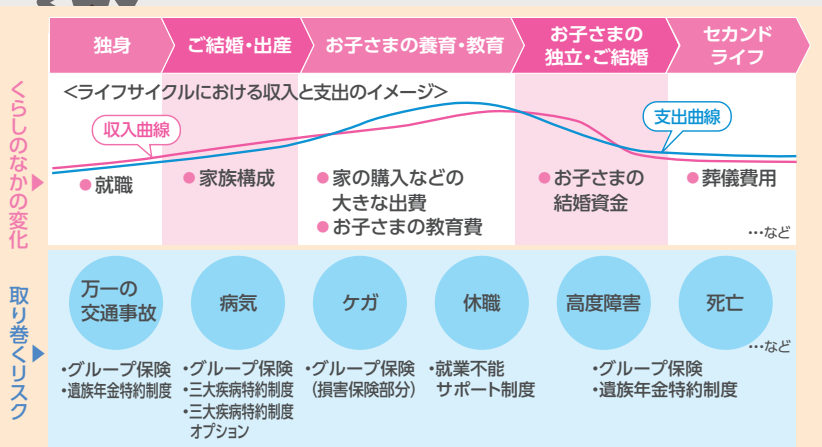 独身
ご結婚・出産
お子さまの養育・教育
お子さまの
独立・ご結婚
セカンド
ライフ
くらしのなかの変化
<ライフサイクルにおける収入と支出のイメージ>
収入曲線
支出曲線
●就職
●家族構成
●家の購入などの
大きな出費
●お子さまの教育費
●お子さまの
結婚資金
●葬儀費用
…など
取り巻くリスク
万一の
交通事故
病気
ケガ
休職
高度障害
死亡
…など
・グループ保険
・遺族年金特約制度
・グループ保険
・三大疾病特約制度
・三大疾病特約制度
オプション
・グループ保険
(損害保険部分)
・就業不能
サポート制度
・グループ保険
・遺族年金特約制度